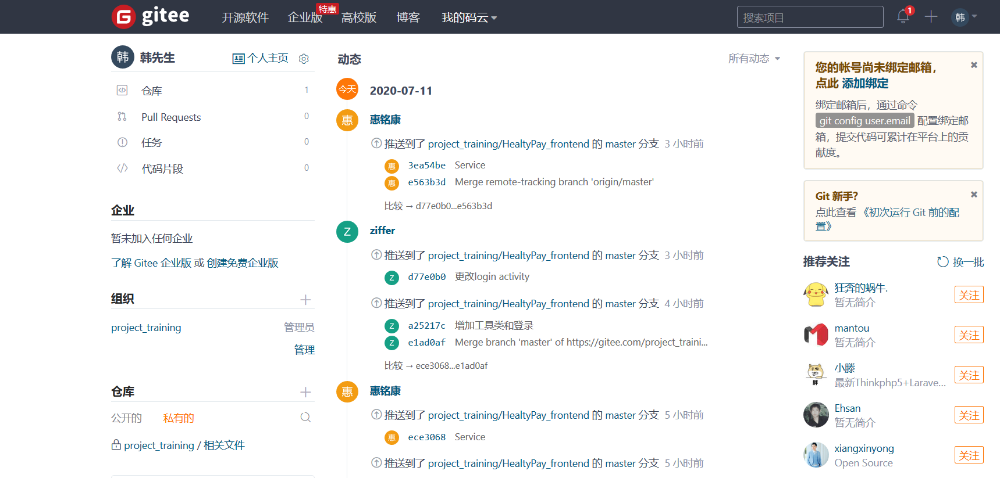 gitee
开源软件
企业版
特惠
高校版
博客
我的码云
搜索项目
1
韩
韩
韩先生
个人主页
仓库
1
Pull Requests
0
任务
0
代码片段
0
企业
暂未加入任何企业
了解 Gitee 企业版 或 创建免费企业版
组织
project_training
管理员
管理
仓库
公开的
私有的
project_training / 相关文件
动态
所有动态
今天
2020-07-11
惠
惠铭康
推送到了 project_training/HealtyPay_frontend 的 master 分支 3 小时前
惠 3ea54be Service
惠 e563b3d Merge remote-tracking branch 'origin/master'
比较 → d77e0b0...e563b3d
Z
ziffer
推送到了 project_training/HealtyPay_frontend 的 master 分支 3 小时前
Z d77e0b0 更改login activity
推送到了 project_training/HealtyPay_frontend 的 master 分支 4 小时前
Z a25217c 增加工具类和登录
Z e1ad0af Merge branch 'master' of https://gitee.com/project_traini...
比较 → ece3068...e1ad0af
惠
惠铭康
推送到了 project_training/HealtyPay_frontend 的 master 分支 5 小时前
惠 ece3068 Service
推送到了 project_training/HealtyPay_frontend 的 master 分支 5 小时前
您的帐号尚未绑定邮箱，
点此 添加绑定
绑定邮箱后，通过命令
git config user.email 配置绑定邮
箱，提交代码可累计在平台上的贡
献度。
Git 新手？
点此查看 《初次运行 Git 前的配
置》
推荐关注
换一批
狂奔的蜗牛.
暂无简介
关注
mantou
暂无简介
关注
小滕
最新Thinkphp5+Larave...
关注
胖
Ehsan
暂无简介
关注
xiangxinyong
Open Source
关注